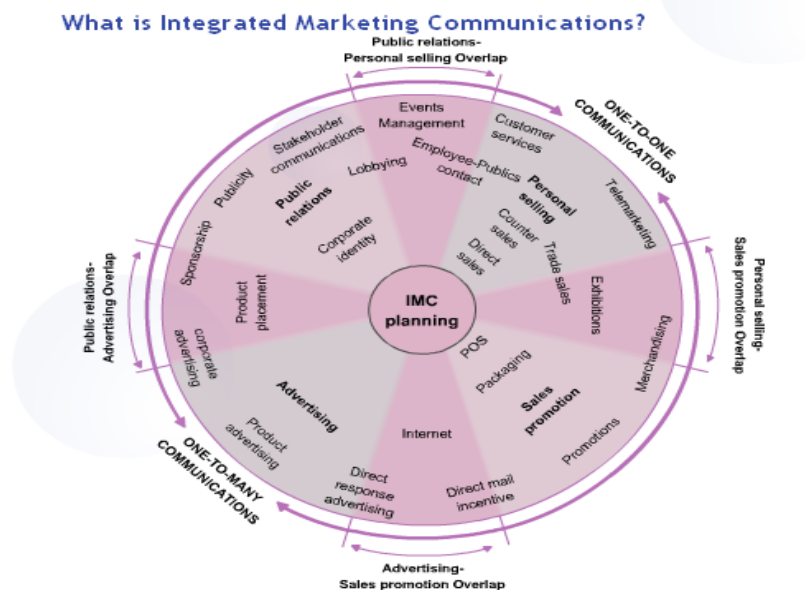 What is Integrated Marketing Communications?
Public relations-
Personal selling Overlap
Events
Management
Customer
services
ONE-TO-ONE
COMMUNICATIONS
Stakeholder
communications
Lobbying
Employee-Publics
contact
Personal
selling
Telemarketing
Publicity
Public
relations
Corporate
identity
Counter
sales
Direct
sales
Trade sales
Sponsorship
Product
placement
Public relations-
Advertising Overlap
IMC
planning
Exhibitions
Personal selling-
Sales promotion Overlap
corporate
advertising
POS
Packaging
Merchandising
Advertising
Sales
promotion
Product
advertising
Internet
Promotions
ONE-TO-MANY
COMMUNICATIONS
Direct
response
advertising
Direct mail
incentive
Advertising-
Sales promotion Overlap